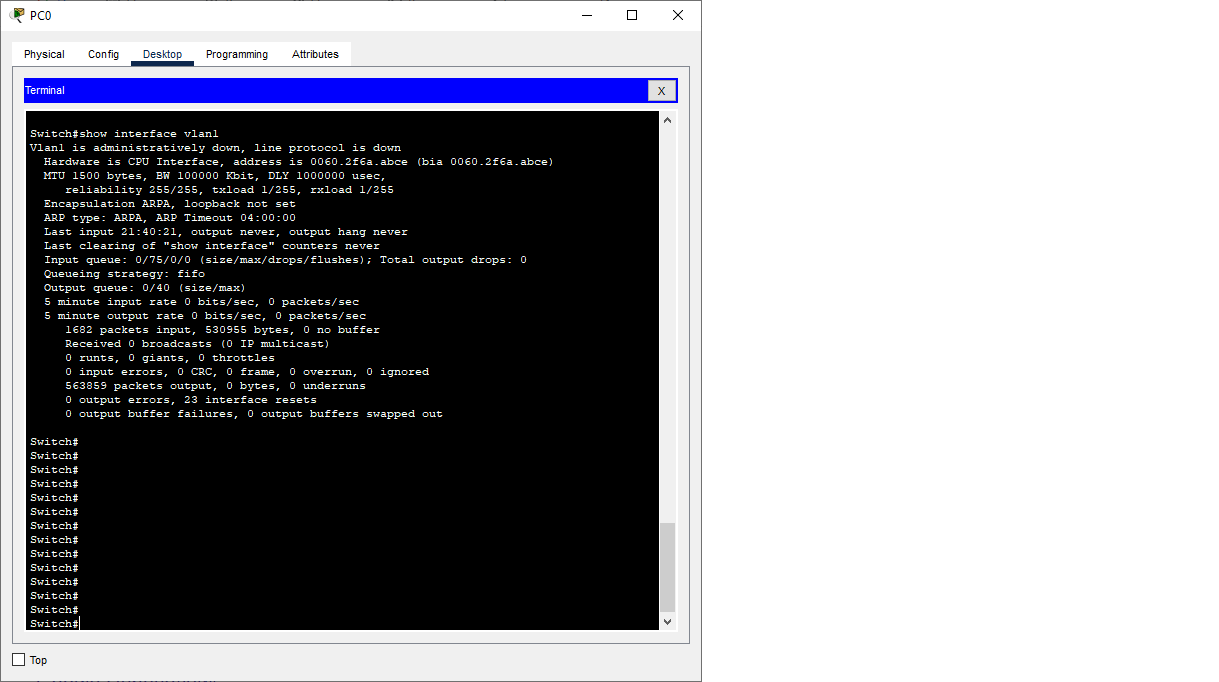 PC0
Physical Config Desktop Programming Attributes
Terminal X
Switch#show interface vlan1
Vlan1 is administratively down, line protocol is down
Hardware is CPU Interface, address is 0060.2f6a.abce (bia 0060.2f6a.abce)
MTU 1500 bytes, BW 100000 Kbit, DLY 1000000 usec,
reliability 255/255, txload 1/255, rxload 1/255
Encapsulation ARPA, loopback not set
ARP type: ARPA, ARP Timeout 04:00:00
Last input 21:40:21, output never, output hang never
Last clearing of "show interface" counters never
Input queue: 0/75/0/0 (size/max/drops/flushes); Total output drops: 0
Queueing strategy: fifo
Output queue: 0/40 (size/max)
5 minute input rate 0 bits/sec, 0 packets/sec
5 minute output rate 0 bits/sec, 0 packets/sec
1682 packets input, 530955 bytes, 0 no buffer
Received 0 broadcasts (0 IP multicast)
0 runts, 0 giants, 0 throttles
0 input errors, 0 CRC, 0 frame, 0 overrun, 0 ignored
563859 packets output, 0 bytes, 0 underruns
0 output errors, 23 interface resets
0 output buffer failures, 0 output buffers swapped out
Switch#
Switch#
Switch#
Switch#
Switch#
Switch#
Switch#
Switch#
Switch#
Switch#
Switch#
Switch#
Switch#
Switch#
Top